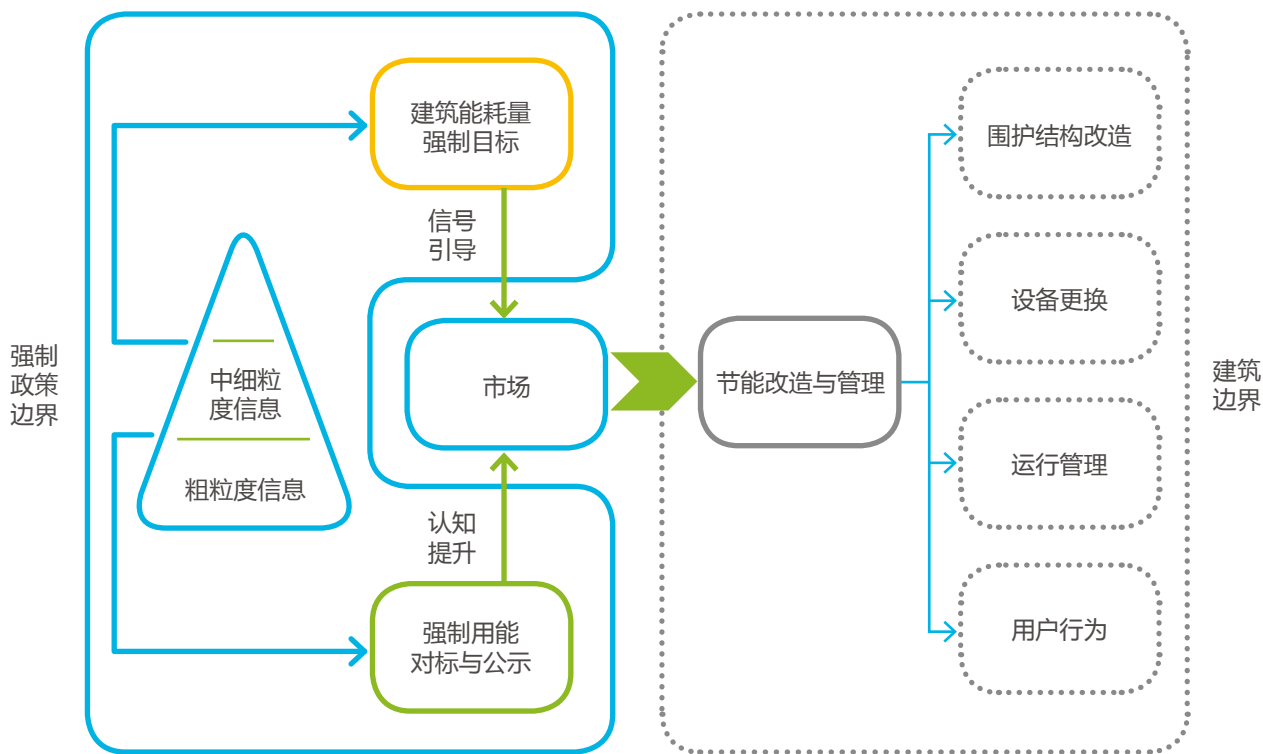 强制
政策
边界
建筑能耗量
强制目标
信号
引导
中细粒
度信息
粗粒度信息
市场
认知
提升
强制用能
对标与公示
节能改造与管理
围护结构改造
设备更换
运行管理
用户行为
建筑
边界